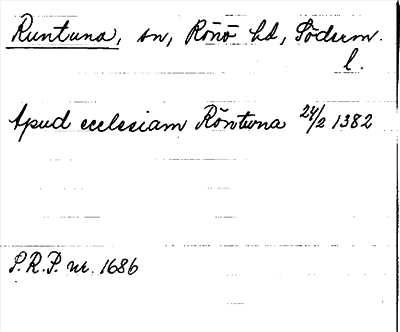 Runtuna, sn, Rönö hd, Söderm.
l.
Apud ecclesiam Röntuna 24/2 1382
S.R.P. nr. 1686